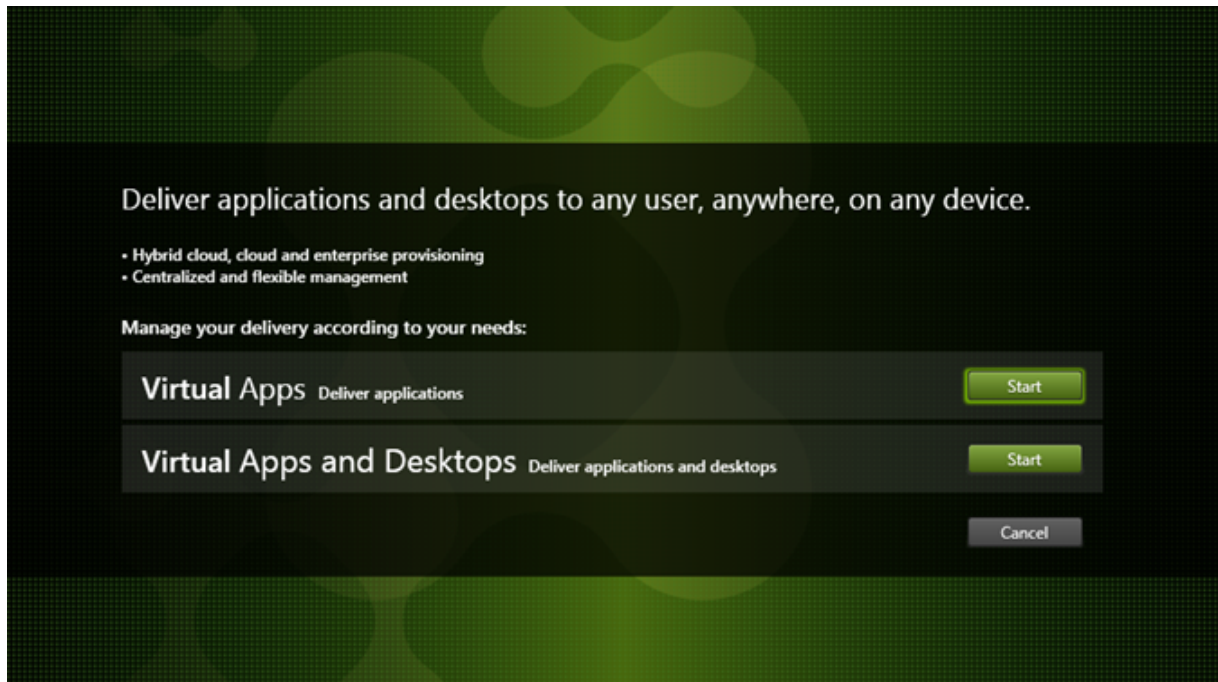 Deliver applications and desktops to any user, anywhere, on any device.
▪ Hybrid cloud, cloud and enterprise provisioning
▪ Centralized and flexible management
Manage your delivery according to your needs:
Virtual Apps Deliver applications Start
Virtual Apps and Desktops Deliver applications and desktops Start
Cancel